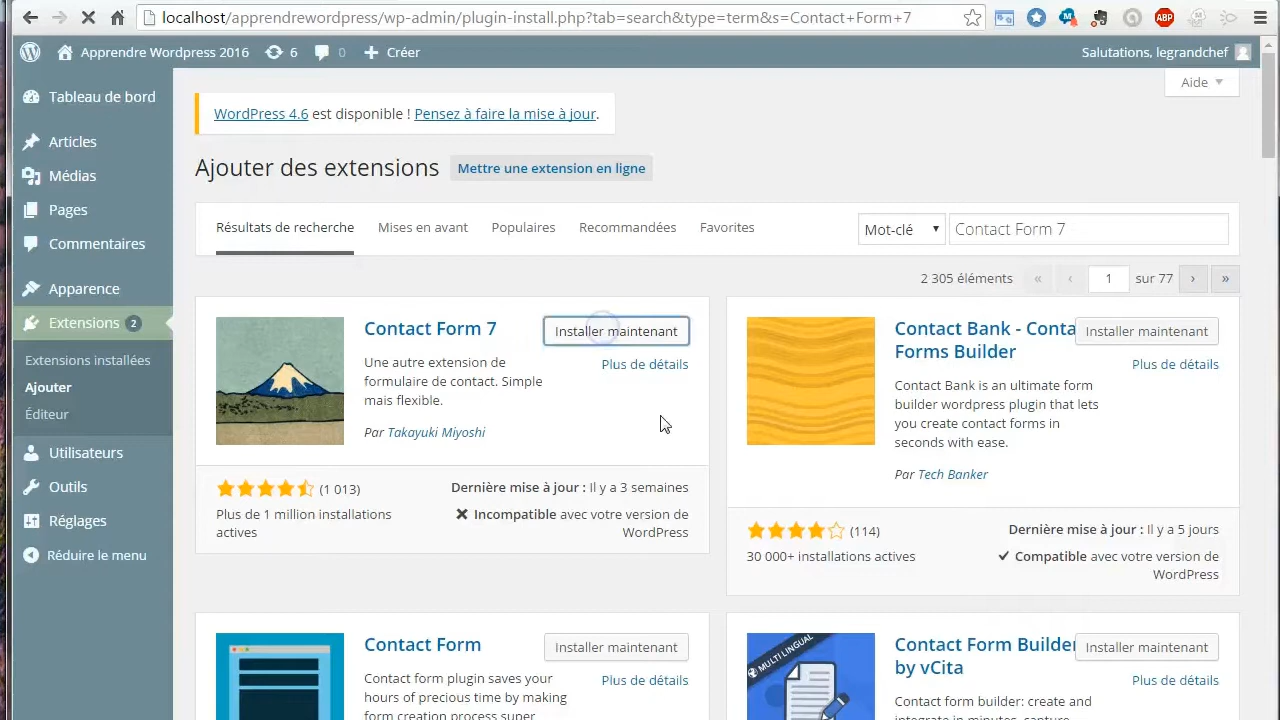 localhost/apprendrewordpress/wp-admin/plugin-install.php?tab=search&type=term&s=Contact+Form+7
ABP
Apprendre Wordpress 2016 6 0 Créer
Salutations, legrandchef
Tableau de bord
Articles
Médias
Pages
Commentaires
Apparence
Extensions 2
Extensions installées
Ajouter
Éditeur
Utilisateurs
Outils
Réglages
Réduire le menu
Aide
WordPress 4.6 est disponible ! Pensez à faire la mise à jour.
Ajouter des extensions Mettre une extension en ligne
Résultats de recherche Mises en avant Populaires Recommandées Favorites
Mot-clé Contact Form 7
2 305 éléments « ‹ 1 sur 77 › »
Contact Form 7
Installer maintenant
Plus de détails
Une autre extension de
formulaire de contact. Simple
mais flexible.
Par Takayuki Miyoshi
(1 013)
Plus de 1 million installations
actives
Dernière mise à jour : Il y a 3 semaines
Incompatible avec votre version de
WordPress
Contact Bank - Conta
Forms Builder
Installer maintenant
Plus de détails
Contact Bank is an ultimate form
builder wordpress plugin that lets
you create contact forms in
seconds with ease.
Par Tech Banker
(114)
30 000+ installations actives
Dernière mise à jour : Il y a 5 jours
Compatible avec votre version de
WordPress
Contact Form
Installer maintenant
Plus de détails
Contact form plugin saves your
hours of precious time by making
form creation process super
MULTI LINGUAL
Contact Form Builder
by vCita
Installer maintenant
Plus de détails
Contact form builder: create and
integrate in minutes, capture